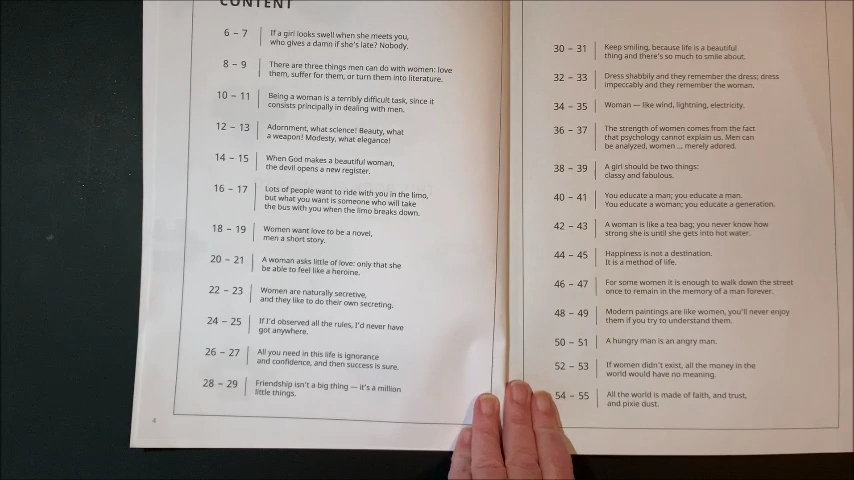 CONTENT
6 – 7
If a girl looks swell when she meets you,
who gives a damn if she's late? Nobody.
8 – 9
There are three things men can do with women: love
them, suffer for them, or turn them into literature.
10 – 11
Being a woman is a terribly difficult task, since it
consists principally in dealing with men.
12 – 13
Adornment, what science! Beauty, what
a weapon! Modesty, what elegance!
14 – 15
When God makes a beautiful woman,
the devil opens a new register.
16 – 17
Lots of people want to ride with you in the limo,
but what you want is someone who will take
the bus with you when the limo breaks down.
18 – 19
Women want love to be a novel,
men a short story.
20 – 21
A woman asks little of love: only that she
be able to feel like a heroine.
22 – 23
Women are naturally secretive,
and they like to do their own secreting.
24 – 25
If I'd observed all the rules, I'd never have
got anywhere.
26 – 27
All you need in this life is ignorance
and confidence, and then success is sure.
28 – 29
Friendship isn't a big thing — it's a million
little things.
4
30 – 31
Keep smiling, because life is a beautiful
thing and there's so much to smile about.
32 – 33
Dress shabbily and they remember the dress; dress
impeccably and they remember the woman.
34 – 35
Woman — like wind, lightning, electricity.
36 – 37
The strength of women comes from the fact
that psychology cannot explain us. Men can
be analyzed, women ... merely adored.
38 – 39
A girl should be two things:
classy and fabulous.
40 – 41
You educate a man; you educate a man.
You educate a woman; you educate a generation.
42 – 43
A woman is like a tea bag; you never know how
strong she is until she gets into hot water.
44 – 45
Happiness is not a destination.
It is a method of life.
46 – 47
For some women it is enough to walk down the street
once to remain in the memory of a man forever.
48 – 49
Modern paintings are like women, you'll never enjoy
them if you try to understand them.
50 – 51
A hungry man is an angry man.
52 – 53
If women didn't exist, all the money in the
world would have no meaning.
54 – 55
All the world is made of faith, and trust,
and pixie dust.